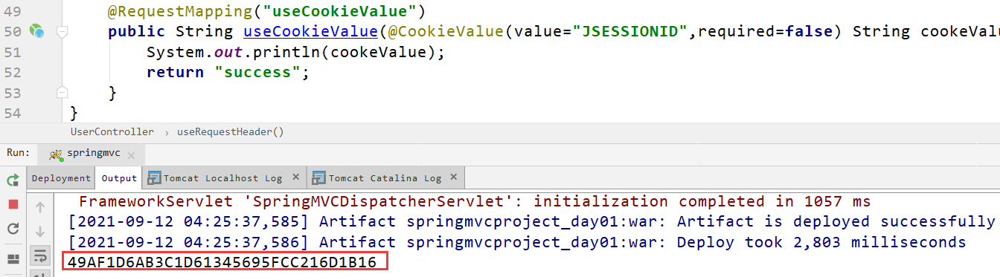 49 @RequestMapping("useCookieValue")
50 public String useCookieValue(@CookieValue(value="JSESSIONID",required=false) String cookeValu
51 System.out.println(cookeValue);
52 return "success";
53 }
54 }
UserController › useRequestHeader()
Run: springmvc
Deployment Output Tomcat Localhost Log Tomcat Catalina Log
FrameworkServlet 'SpringMVCDispatcherServlet': initialization completed in 1057 ms
[2021-09-12 04:25:37,585] Artifact springmvcproject_day01:war: Artifact is deployed successfully
[2021-09-12 04:25:37,586] Artifact springmvcproject_day01:war: Deploy took 2,803 milliseconds
49AF1D6AB3C1D61345695FCC216D1B16